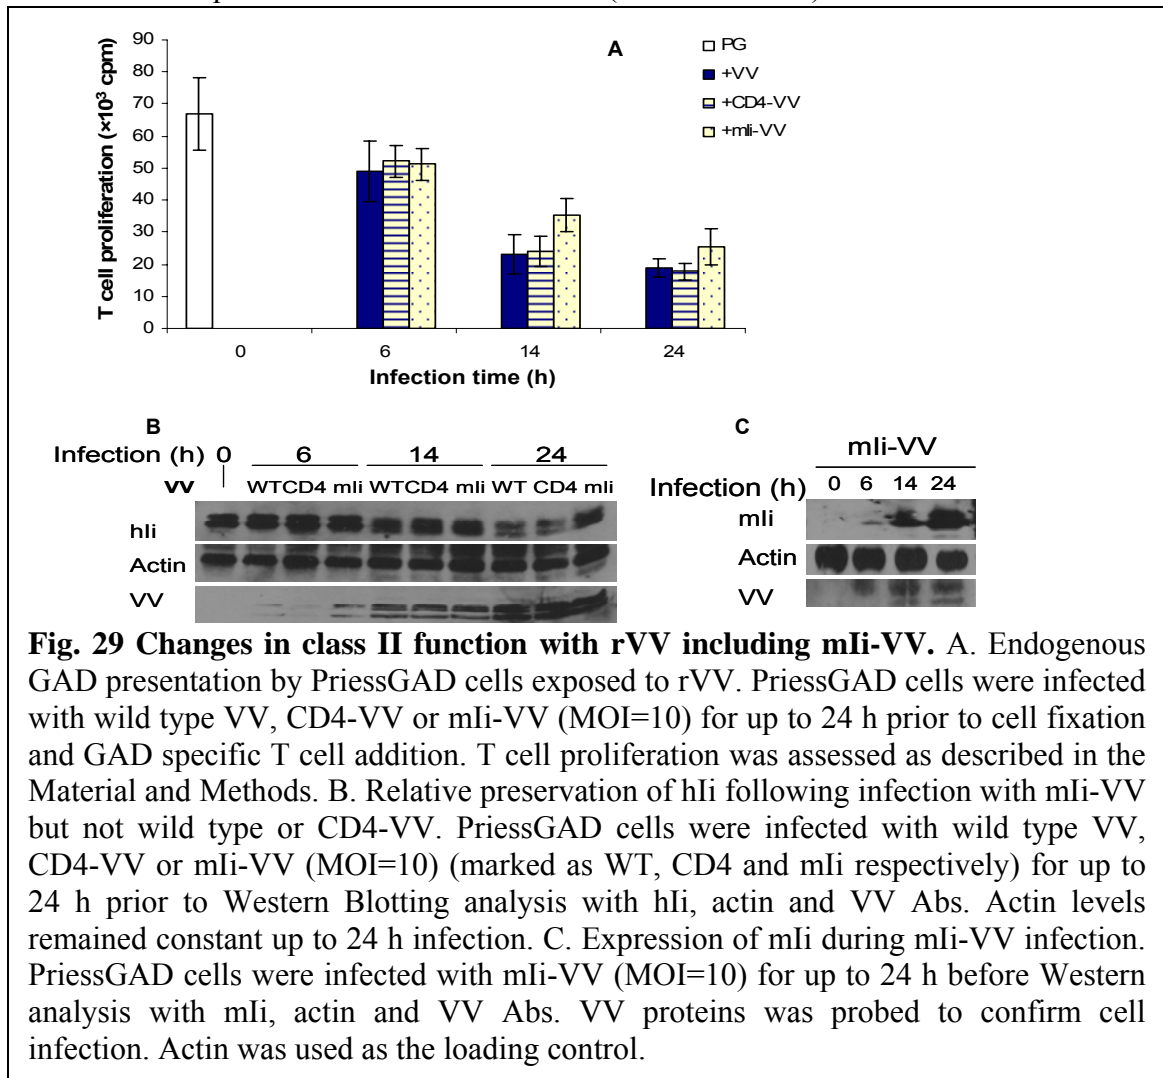 90
80
70
60
50
40
30
20
10
0
T cell proliferation (×10³ cpm)
A
PG
+VV
+CD4-VV
+mIi-VV
0 6 14 24
Infection time (h)
B
Infection (h) 0 6 14 24
VV WTCD4 mIi WTCD4 mIi WT CD4 mIi
hIi
Actin
VV
C
mIi-VV
Infection (h) 0 6 14 24
mIi
Actin
VV
Fig. 29 Changes in class II function with rVV including mIi-VV. A. Endogenous
GAD presentation by PriessGAD cells exposed to rVV. PriessGAD cells were infected
with wild type VV, CD4-VV or mIi-VV (MOI=10) for up to 24 h prior to cell fixation
and GAD specific T cell addition. T cell proliferation was assessed as described in the
Material and Methods. B. Relative preservation of hIi following infection with mIi-VV
but not wild type or CD4-VV. PriessGAD cells were infected with wild type VV,
CD4-VV or mIi-VV (MOI=10) (marked as WT, CD4 and mIi respectively) for up to
24 h prior to Western Blotting analysis with hIi, actin and VV Abs. Actin levels
remained constant up to 24 h infection. C. Expression of mIi during mIi-VV infection.
PriessGAD cells were infected with mIi-VV (MOI=10) for up to 24 h before Western
analysis with mIi, actin and VV Abs. VV proteins was probed to confirm cell
infection. Actin was used as the loading control.